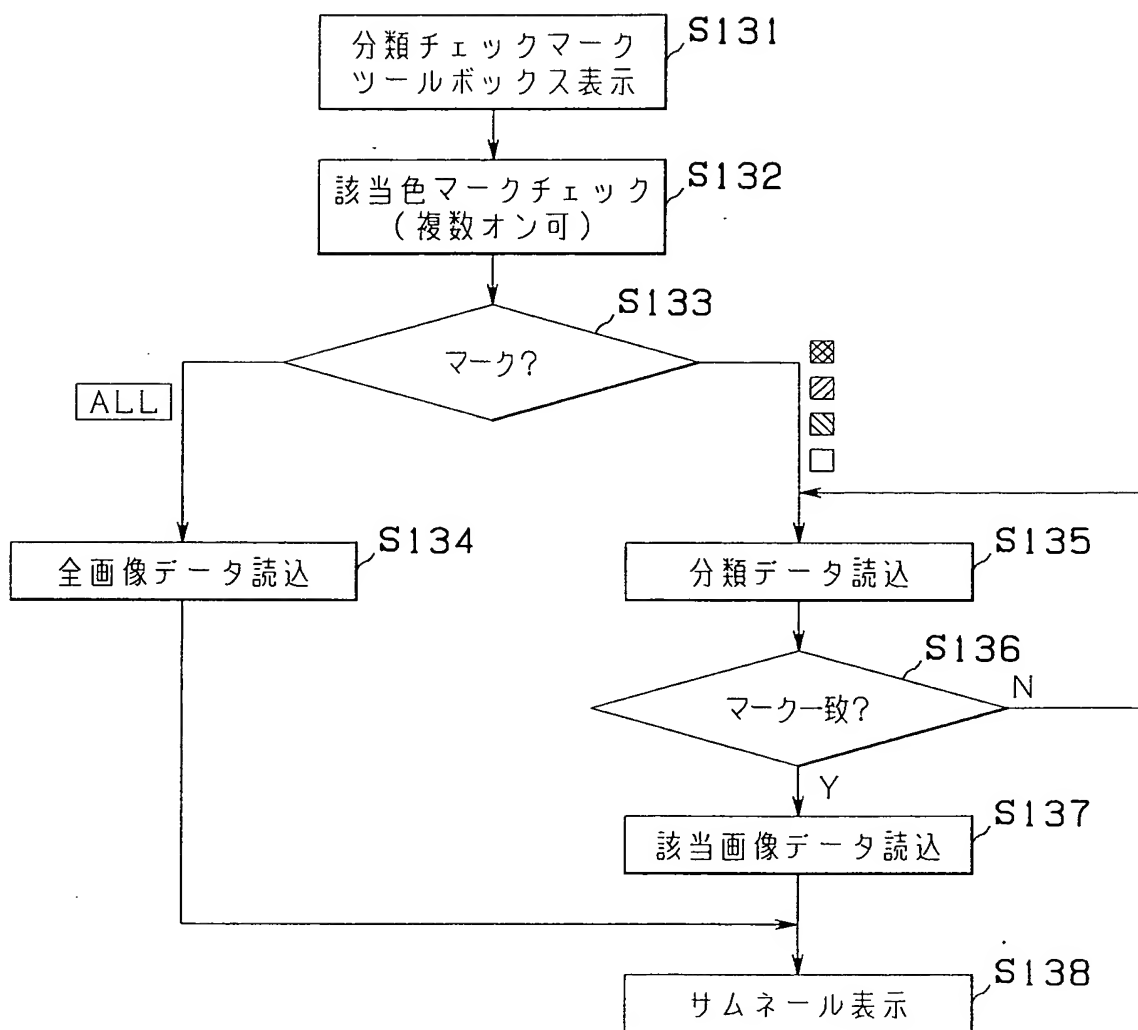 分類チェックマーク
ツールボックス表示
S131
該当色マークチェック
(複数オン可)
S132
マーク?
S133
ALL
全画像データ読込
S134
分類データ読込
S135
マーク一致?
S136
N
Y
該当画像データ読込
S137
サムネール表示
S138